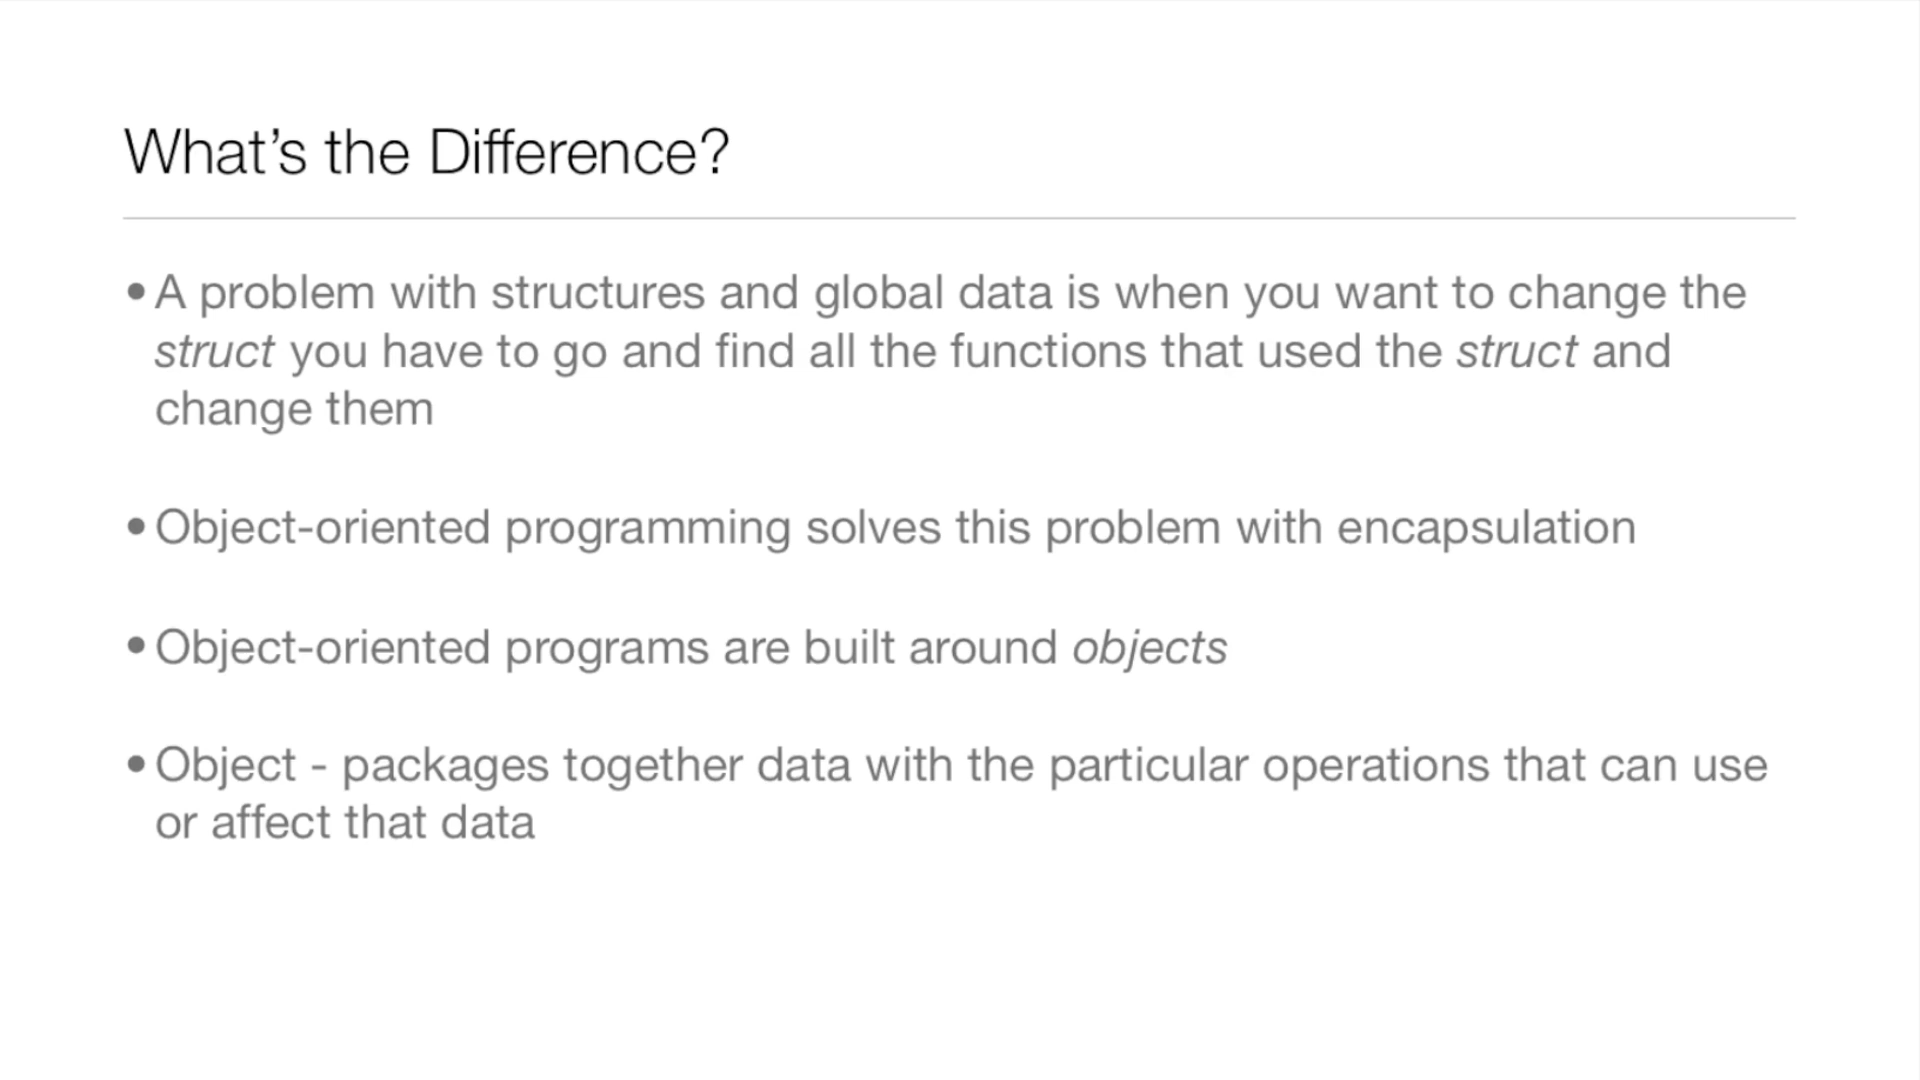 What’s the Difference?
• A problem with structures and global data is when you want to change the
struct you have to go and find all the functions that used the struct and
change them
• Object-oriented programming solves this problem with encapsulation
• Object-oriented programs are built around objects
• Object - packages together data with the particular operations that can use
or affect that data